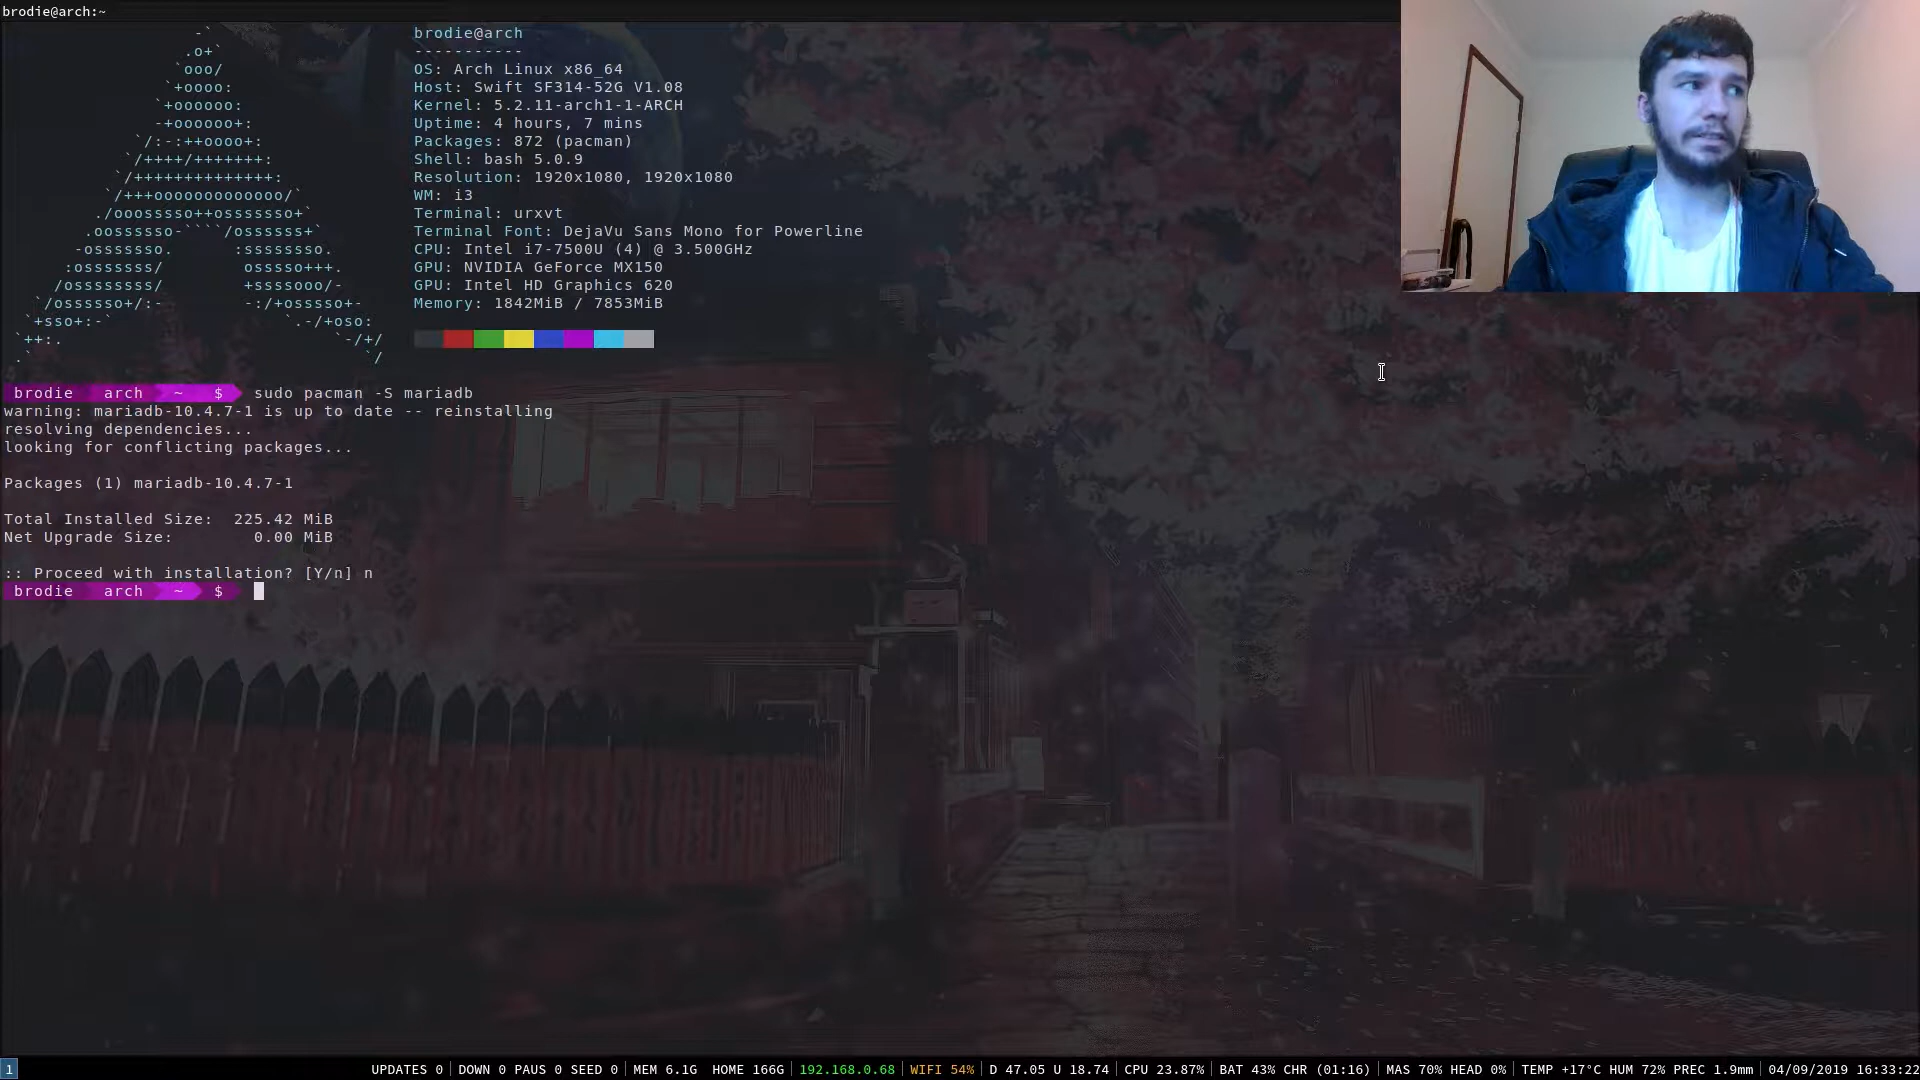 brodie@arch:~
brodie@arch
-----------
OS: Arch Linux x86_64
Host: Swift SF314-52G V1.08
Kernel: 5.2.11-arch1-1-ARCH
Uptime: 4 hours, 7 mins
Packages: 872 (pacman)
Shell: bash 5.0.9
Resolution: 1920x1080, 1920x1080
WM: i3
Terminal: urxvt
Terminal Font: DejaVu Sans Mono for Powerline
CPU: Intel i7-7500U (4) @ 3.500GHz
GPU: NVIDIA GeForce MX150
GPU: Intel HD Graphics 620
Memory: 1842MiB / 7853MiB
brodie arch ~ $ sudo pacman -S mariadb
warning: mariadb-10.4.7-1 is up to date -- reinstalling
resolving dependencies...
looking for conflicting packages...
Packages (1) mariadb-10.4.7-1
Total Installed Size: 225.42 MiB
Net Upgrade Size: 0.00 MiB
:: Proceed with installation? [Y/n] n
brodie arch ~ $
1 UPDATES 0 | DOWN 0 PAUS 0 SEED 0 | MEM 6.1G HOME 166G | 192.168.0.68 | WIFI 54% | D 47.05 U 18.74 | CPU 23.87% | BAT 43% CHR (01:16) | MAS 70% HEAD 0% | TEMP +17°C HUM 72% PREC 1.9mm | 04/09/2019 16:33:22